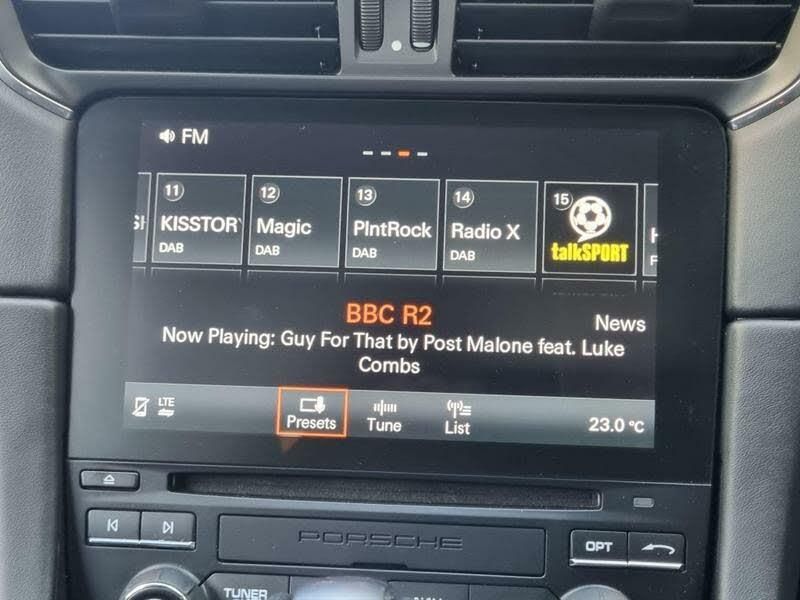 FM
11
12
13
14
15
KISSTOR
Magic
PlntRock
Radio X
talkSPORT
DAB
DAB
DAB
DAB
BBC R2
News
Now Playing: Guy For That by Post Malone feat. Luke
Combs
LTE
Presets
Tune
List
23.0 °C
PORSCHE
OPT
TUNER